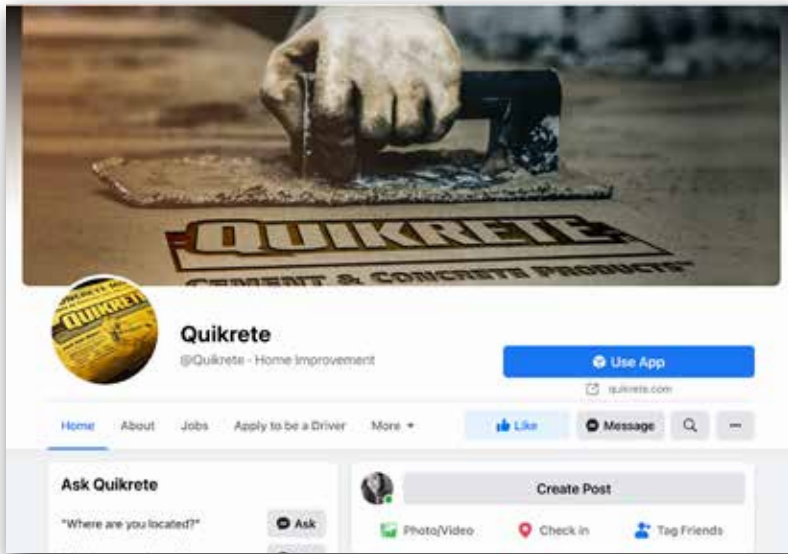 QUIKRETE
CEMENT & CONCRETE PRODUCTS™
QUIKRETE
Quikrete
@Quikrete · Home Improvement
Use App
quikrete.com
Home About Jobs Apply to be a Driver More
Like Message
Ask Quikrete
"Where are you located?" Ask
Create Post
Photo/Video Check in Tag Friends